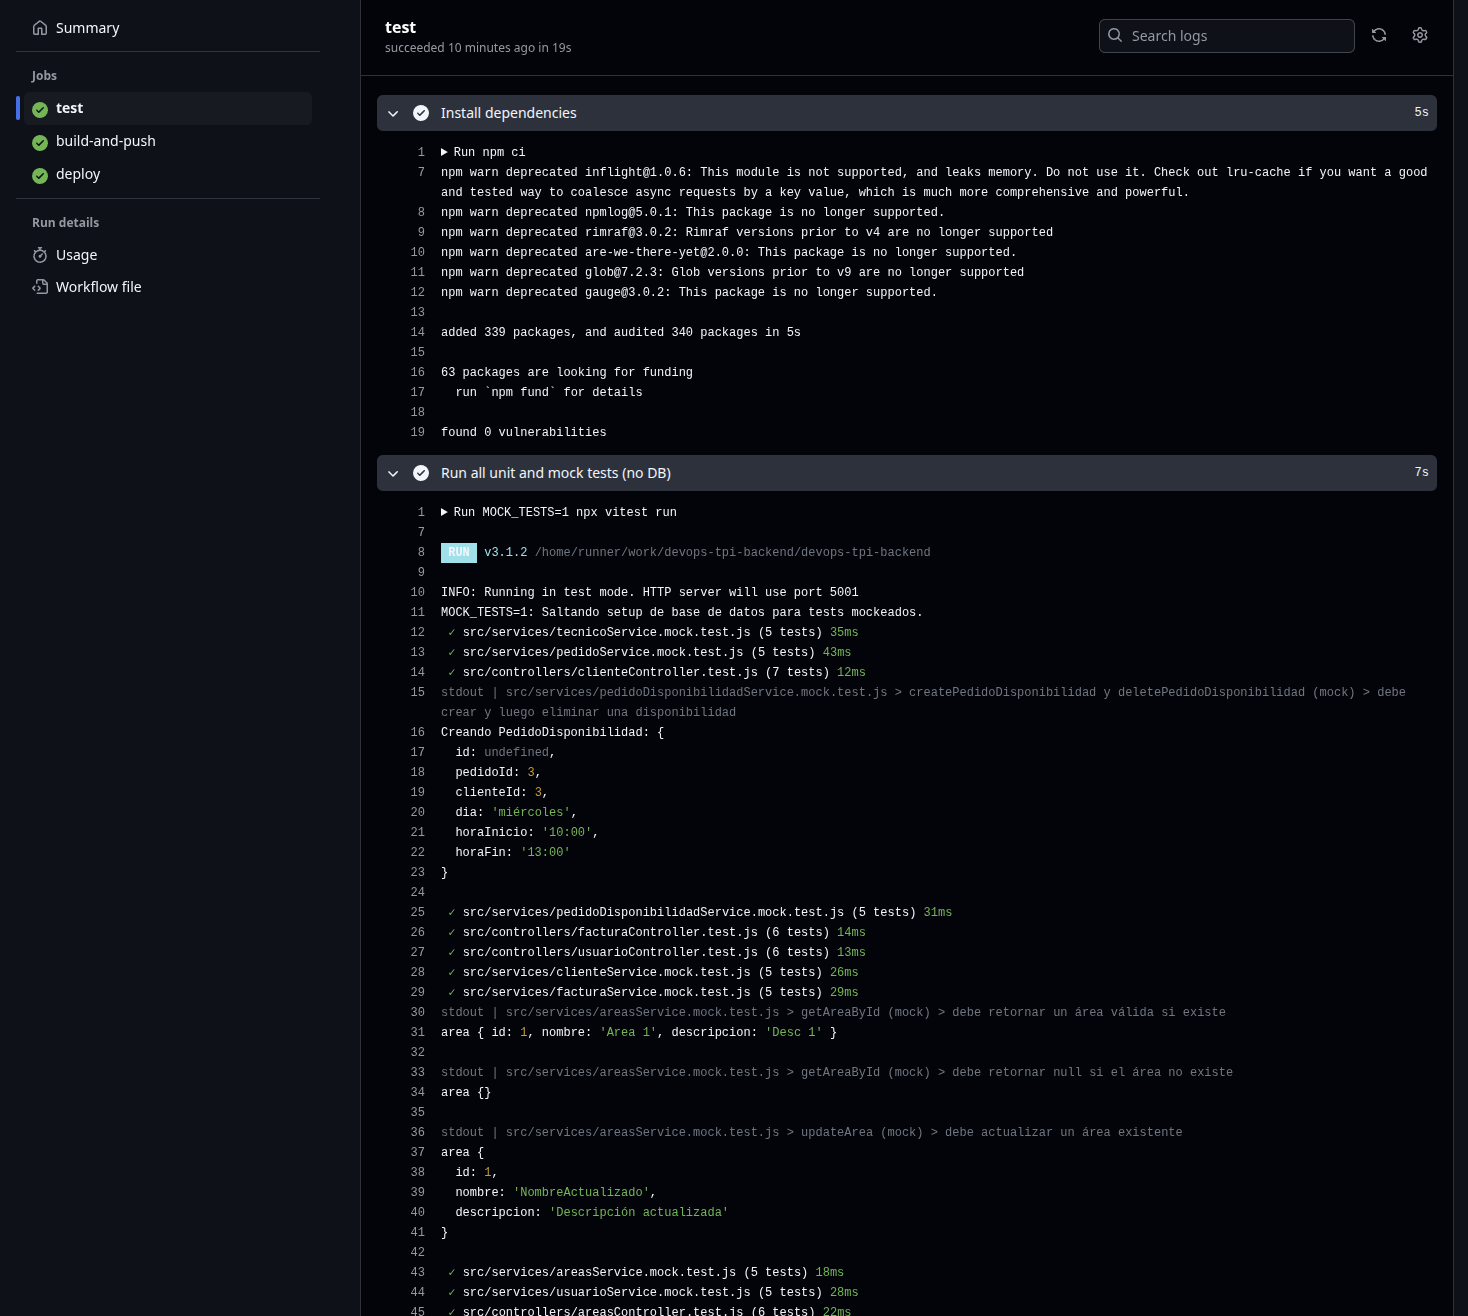 Summary
Jobs
test
build-and-push
deploy
Run details
Usage
Workflow file
test
succeeded 10 minutes ago in 19s
Search logs
Install dependencies 5s
1 Run npm ci
7 npm warn deprecated inflight@1.0.6: This module is not supported, and leaks memory. Do not use it. Check out lru-cache if you want a good
and tested way to coalesce async requests by a key value, which is much more comprehensive and powerful.
8 npm warn deprecated npmlog@5.0.1: This package is no longer supported.
9 npm warn deprecated rimraf@3.0.2: Rimraf versions prior to v4 are no longer supported
10 npm warn deprecated are-we-there-yet@2.0.0: This package is no longer supported.
11 npm warn deprecated glob@7.2.3: Glob versions prior to v9 are no longer supported
12 npm warn deprecated gauge@3.0.2: This package is no longer supported.
13
14 added 339 packages, and audited 340 packages in 5s
15
16 63 packages are looking for funding
17 run `npm fund` for details
18
19 found 0 vulnerabilities
Run all unit and mock tests (no DB) 7s
1 Run MOCK_TESTS=1 npx vitest run
7
8 RUN v3.1.2 /home/runner/work/devops-tpi-backend/devops-tpi-backend
9
10 INFO: Running in test mode. HTTP server will use port 5001
11 MOCK_TESTS=1: Saltando setup de base de datos para tests mockeados.
12 ✓ src/services/tecnicoService.mock.test.js (5 tests) 35ms
13 ✓ src/services/pedidoService.mock.test.js (5 tests) 43ms
14 ✓ src/controllers/clienteController.test.js (7 tests) 12ms
15 stdout | src/services/pedidoDisponibilidadService.mock.test.js > createPedidoDisponibilidad y deletePedidoDisponibilidad (mock) > debe
crear y luego eliminar una disponibilidad
16 Creando PedidoDisponibilidad: {
17 id: undefined,
18 pedidoId: 3,
19 clienteId: 3,
20 dia: 'miércoles',
21 horaInicio: '10:00',
22 horaFin: '13:00'
23 }
24
25 ✓ src/services/pedidoDisponibilidadService.mock.test.js (5 tests) 31ms
26 ✓ src/controllers/facturaController.test.js (6 tests) 14ms
27 ✓ src/controllers/usuarioController.test.js (6 tests) 13ms
28 ✓ src/services/clienteService.mock.test.js (5 tests) 26ms
29 ✓ src/services/facturaService.mock.test.js (5 tests) 29ms
30 stdout | src/services/areasService.mock.test.js > getAreaById (mock) > debe retornar un área válida si existe
31 area { id: 1, nombre: 'Area 1', descripcion: 'Desc 1' }
32
33 stdout | src/services/areasService.mock.test.js > getAreaById (mock) > debe retornar null si el área no existe
34 area {}
35
36 stdout | src/services/areasService.mock.test.js > updateArea (mock) > debe actualizar un área existente
37 area {
38 id: 1,
39 nombre: 'NombreActualizado',
40 descripcion: 'Descripción actualizada'
41 }
42
43 ✓ src/services/areasService.mock.test.js (5 tests) 18ms
44 ✓ src/services/usuarioService.mock.test.js (5 tests) 28ms
45 ✓ src/controllers/areasController.test.js (6 tests) 22ms